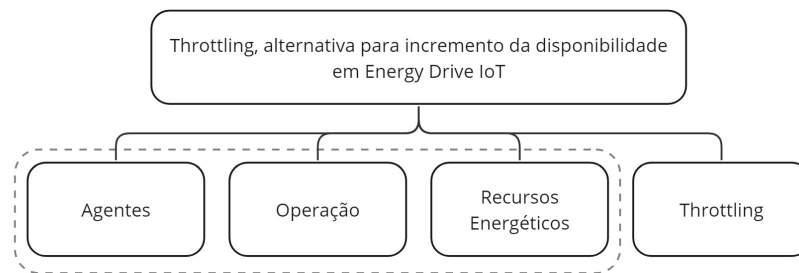 Throttling, alternativa para incremento da disponibilidade
em Energy Drive IoT
Agentes
Operação
Recursos
Energéticos
Throttling